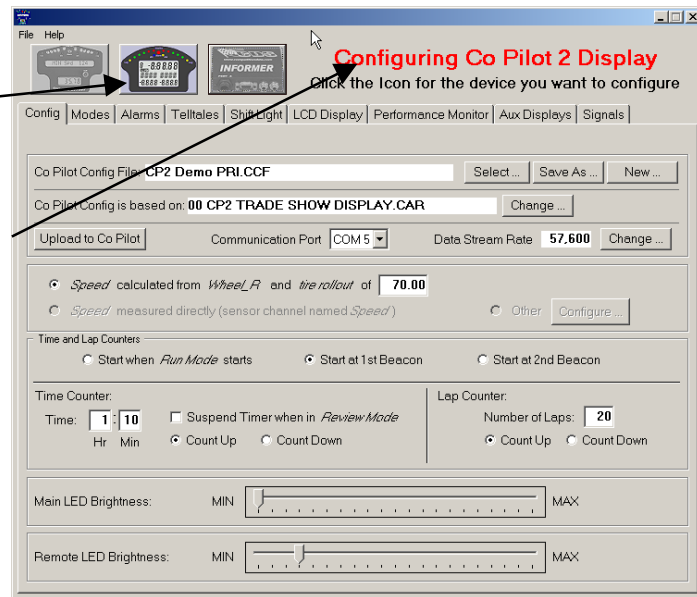 File Help
INFORMER
Configuring Co Pilot 2 Display
Click the Icon for the device you want to configure
Config Modes Alarms Telltales Shift Light LCD Display Performance Monitor Aux Displays Signals
Co Pilot Config File: CP2 Demo PRI.CCF Select ... Save As ... New ...
Co Pilot Config is based on: 00 CP2 TRADE SHOW DISPLAY.CAR Change ...
Upload to Co Pilot Communication Port COM 5 Data Stream Rate 57,600 Change ...
Speed calculated from Wheel_R and tire rollout of 70.00
Speed measured directly (sensor channel named Speed) Other Configure ...
Time and Lap Counters
Start when Run Mode starts Start at 1st Beacon Start at 2nd Beacon
Time Counter: Lap Counter:
Time: 1 : 10 Suspend Timer when in Review Mode Number of Laps: 20
Hr Min Count Up Count Down Count Up Count Down
Main LED Brightness: MIN MAX
Remote LED Brightness: MIN MAX